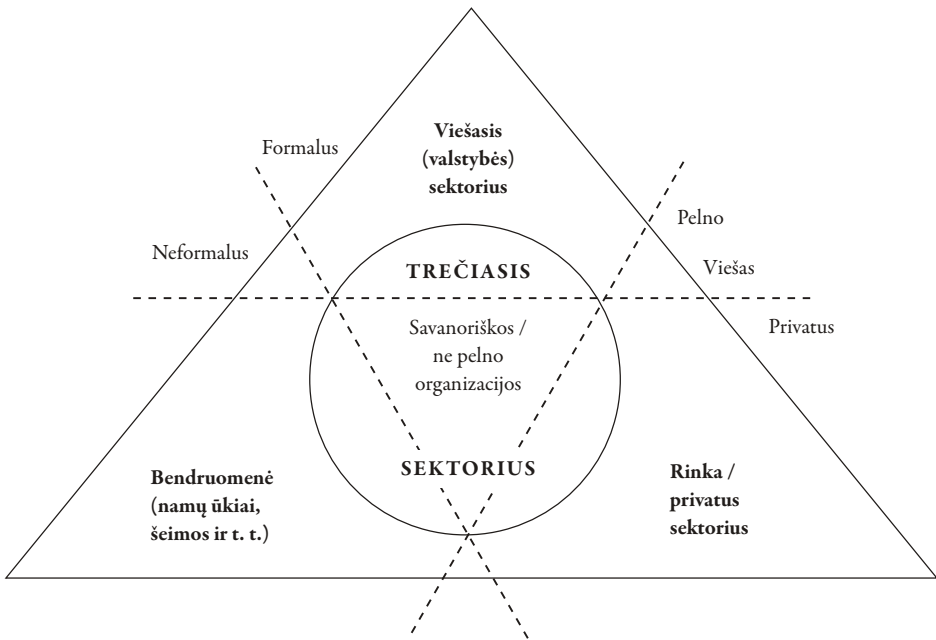 Viešasis
(valstybės)
sektorius
Formalus
Neformalus
Pelno
Viešas
Privatus
TREČIASIS
Savanoriškos /
ne pelno
organizacijos
SEKTORIUS
Bendruomenė
(namų ūkiai,
šeimos ir t. t.)
Rinka /
privatus
sektorius